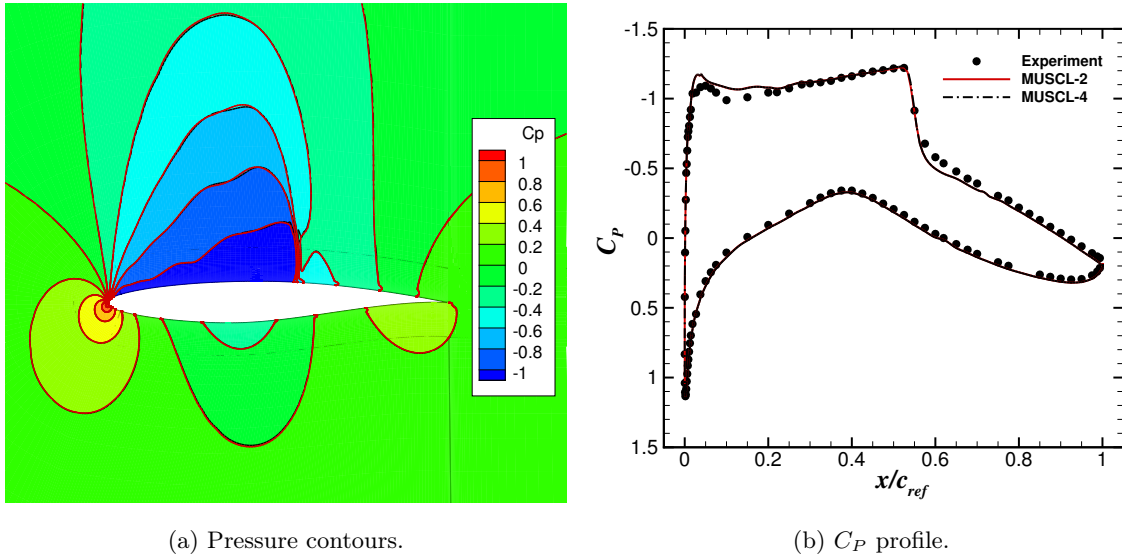 Cp
1
0.8
0.6
0.4
0.2
0
-0.2
-0.4
-0.6
-0.8
-1
(a) Pressure contours.
-1.5
-1
-0.5
0
0.5
1
1.5
C_P
Experiment
MUSCL-2
MUSCL-4
0 0.2 0.4 0.6 0.8 1
x/c_ref
(b) C_P profile.